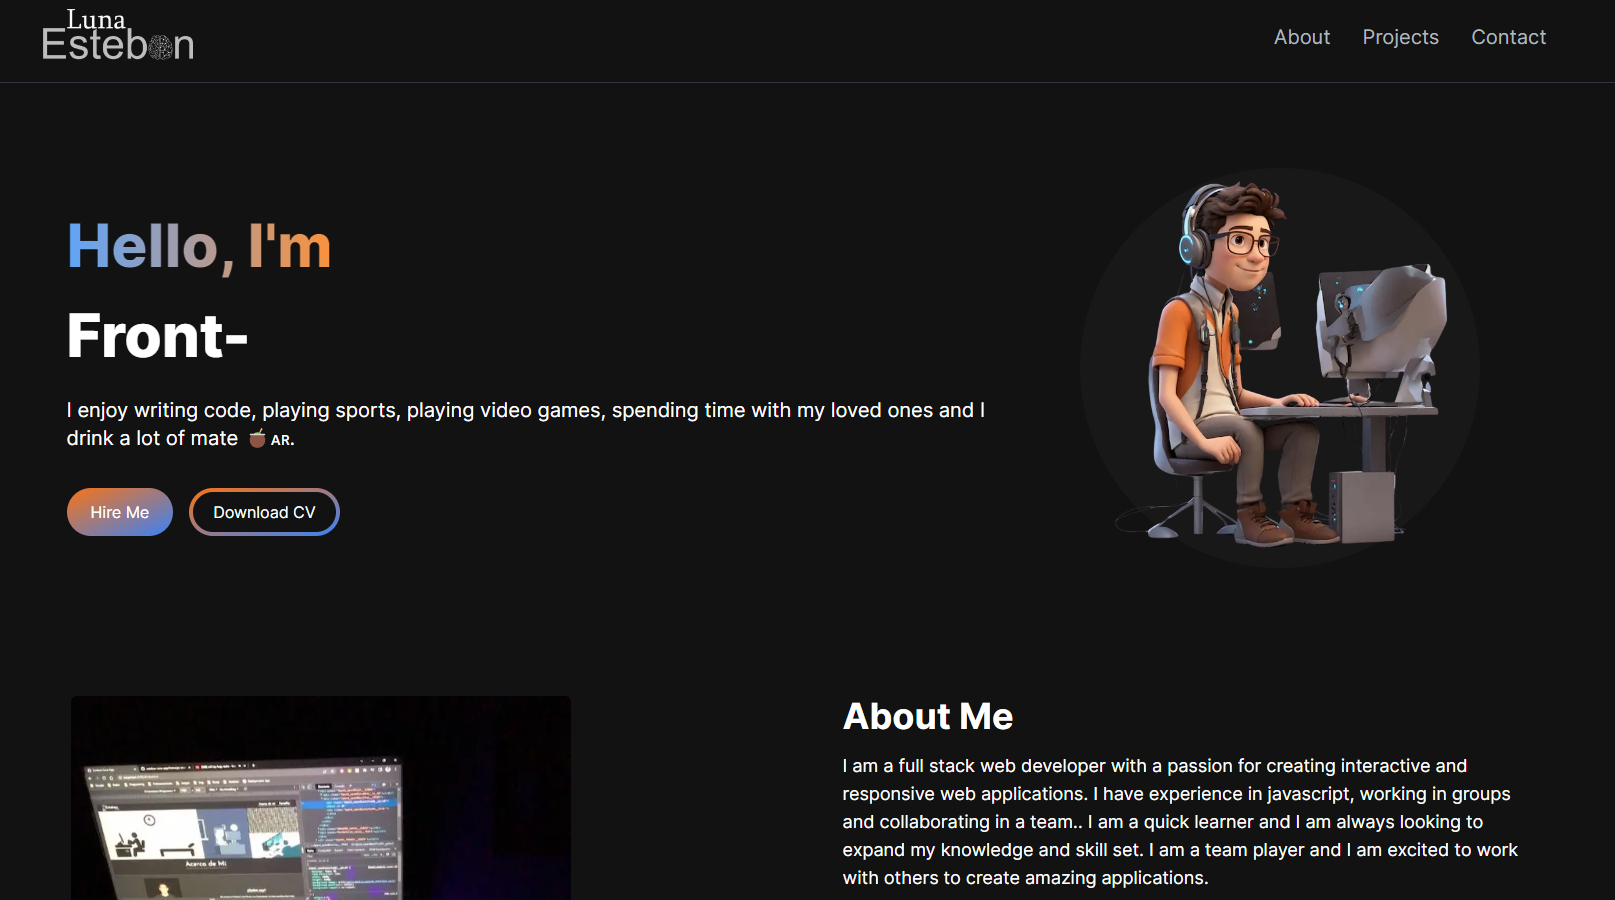 Luna
Esteban
About Projects Contact
Hello, I'm
Front-
I enjoy writing code, playing sports, playing video games, spending time with my loved ones and I
drink a lot of mate 🧉 AR.
Hire Me Download CV
About Me
I am a full stack web developer with a passion for creating interactive and
responsive web applications. I have experience in javascript, working in groups
and collaborating in a team.. I am a quick learner and I am always looking to
expand my knowledge and skill set. I am a team player and I am excited to work
with others to create amazing applications.
Acerca de Mi